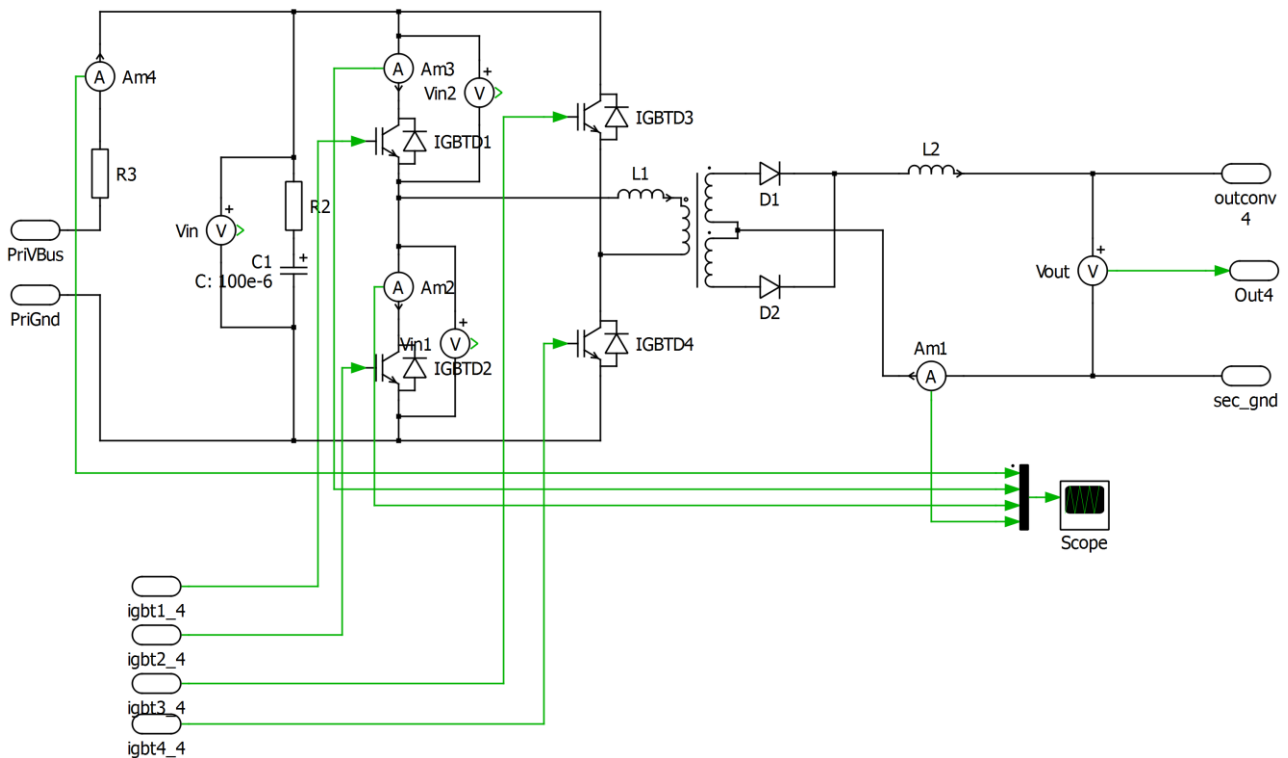 A
Am4
A
Am3
Vin2
V
IGBTD1
IGBTD3
R3
R2
L1
L2
D1
outconv
4
PriVBus
Vin
V
C1
C: 100e-6
PriGnd
A
Am2
Vout
V
Out4
D2
Vin1
V
IGBTD2
IGBTD4
Am1
A
sec_gnd
Scope
igbt1_4
igbt2_4
igbt3_4
igbt4_4